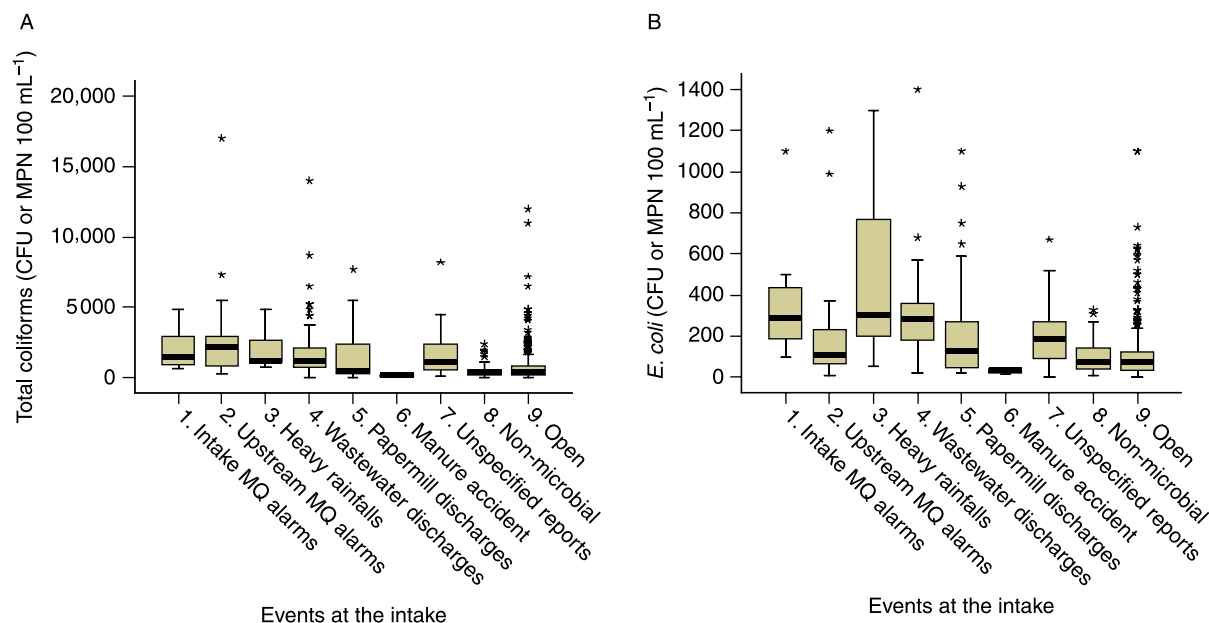 A
Total coliforms (CFU or MPN 100 mL⁻¹)
20,000
15,000
10,000
5000
0
1. Intake MQ alarms
2. Upstream MQ alarms
3. Heavy rainfalls
4. Wastewater discharges
5. Papermill discharges
6. Manure accident
7. Unspecified reports
8. Non-microbial
9. Open
Events at the intake
B
E. coli (CFU or MPN 100 mL⁻¹)
1400
1200
1000
800
600
400
200
0
1. Intake MQ alarms
2. Upstream MQ alarms
3. Heavy rainfalls
4. Wastewater discharges
5. Papermill discharges
6. Manure accident
7. Unspecified reports
8. Non-microbial
9. Open
Events at the intake